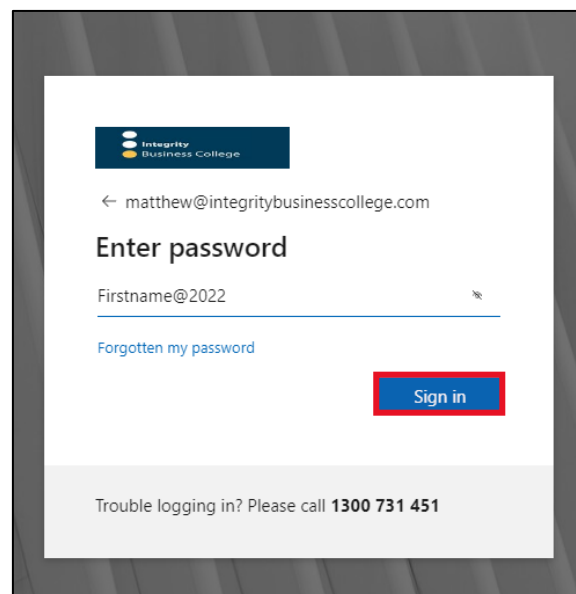 Integrity
Business College
← matthew@integritybusinesscollege.com
Enter password
Firstname@2022
Forgotten my password
Sign in
Trouble logging in? Please call 1300 731 451